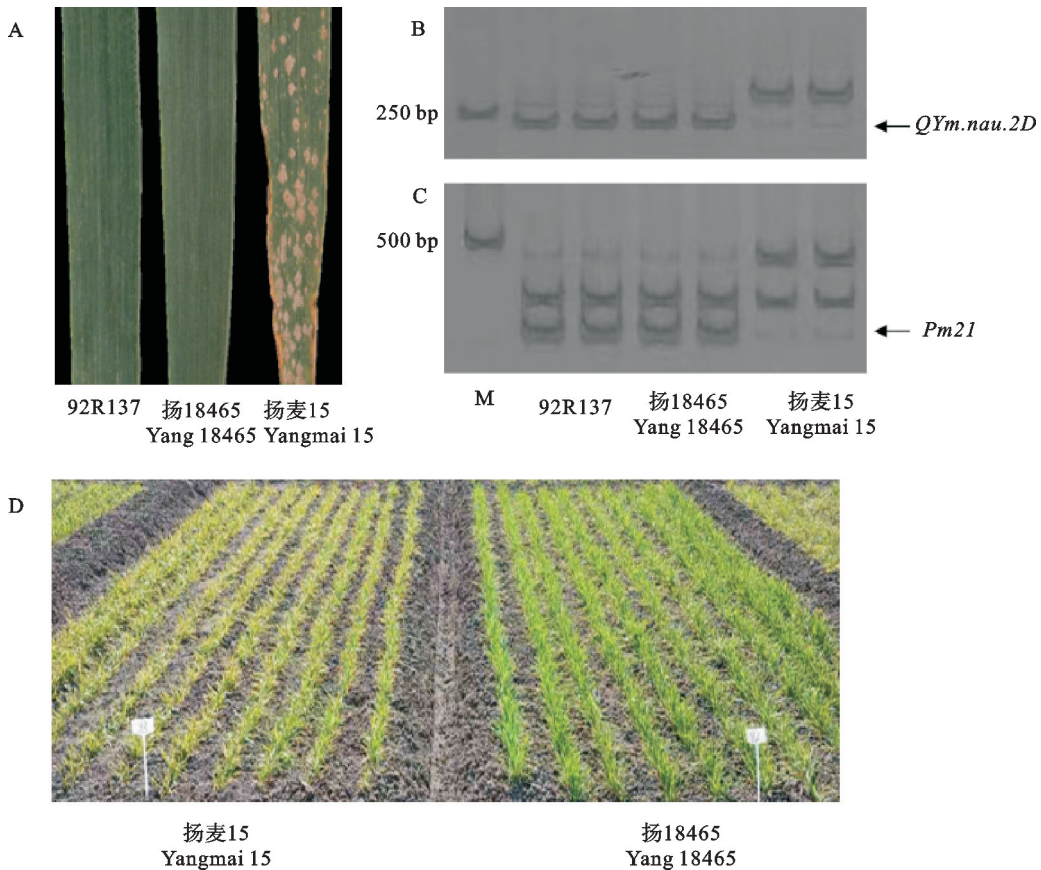 A
92R137
扬18465
Yang 18465
扬麦15
Yangmai 15
B
250 bp
QYm.nau.2D
C
500 bp
Pm21
M
92R137
扬18465
Yang 18465
扬麦15
Yangmai 15
D
扬麦15
Yangmai 15
扬18465
Yang 18465